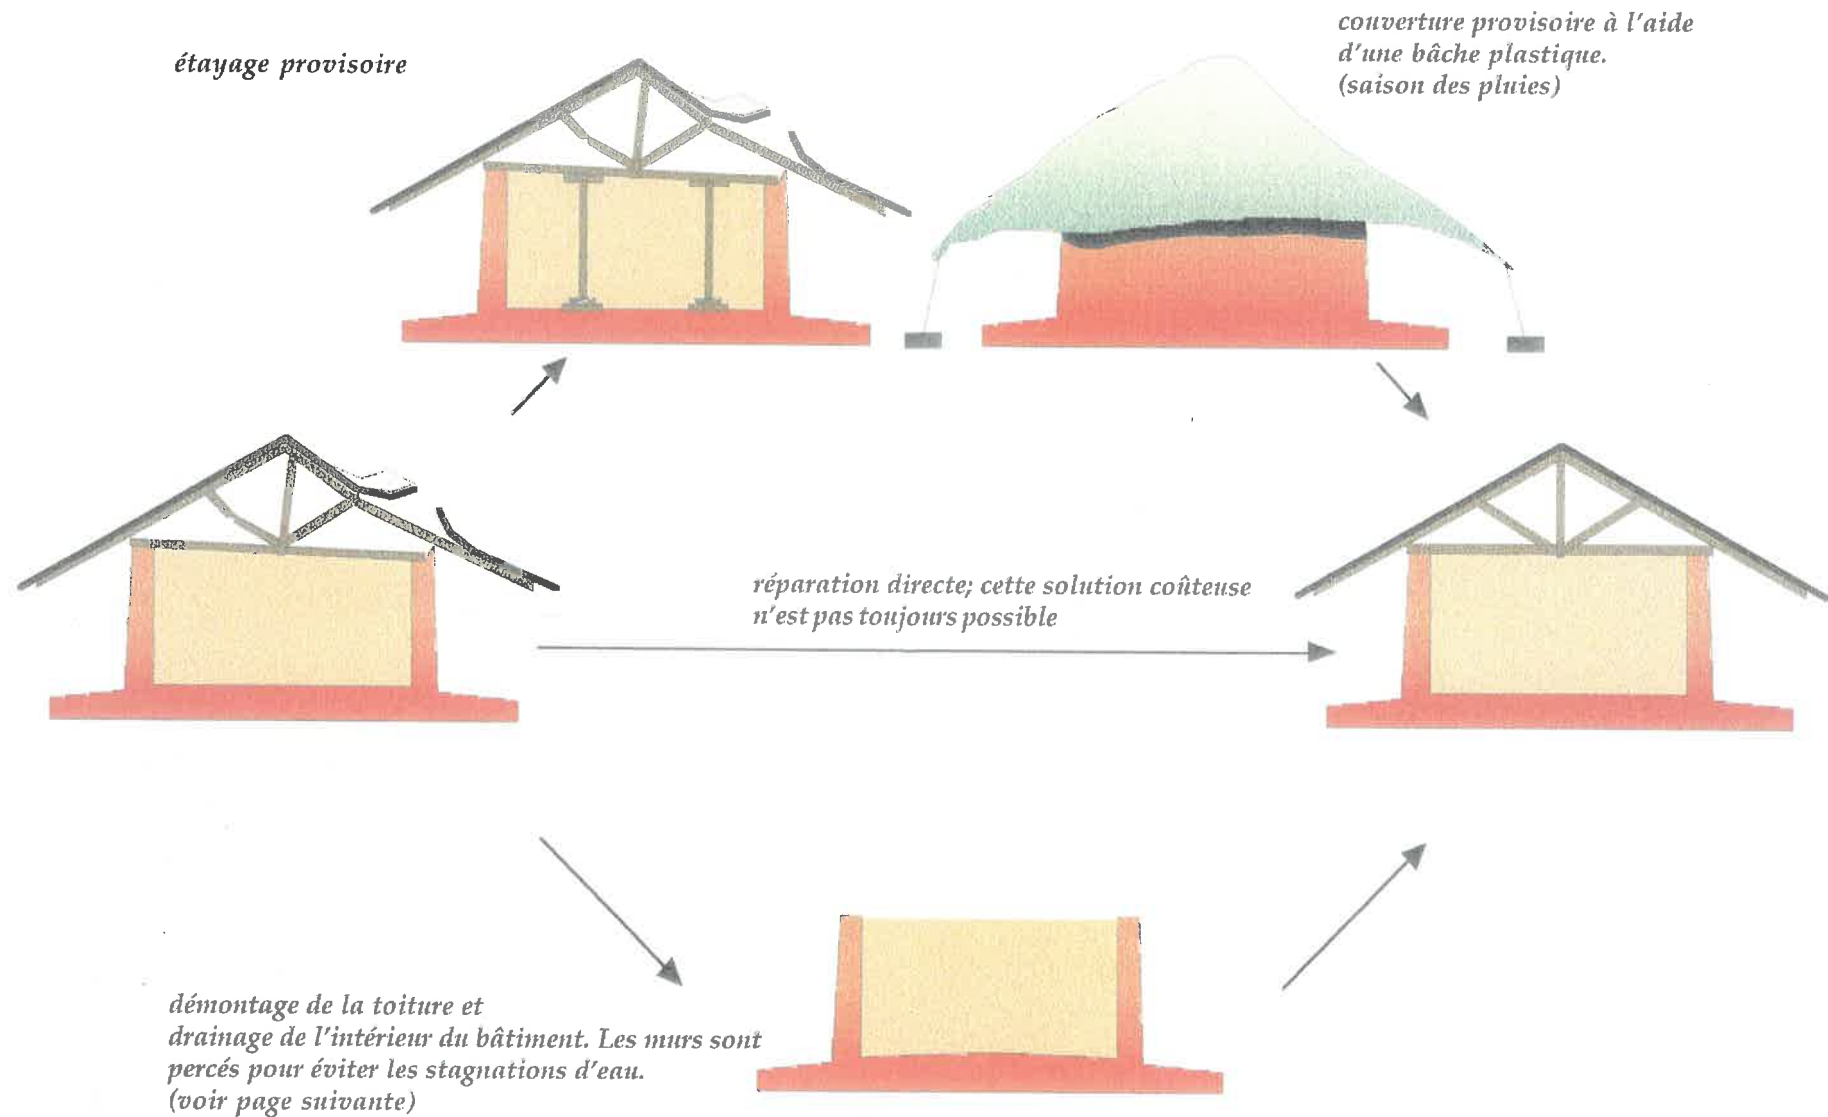 étayage provisoire
couverture provisoire à l'aide
d'une bâche plastique.
(saison des pluies)
réparation directe; cette solution coûteuse
n'est pas toujours possible
démontage de la toiture et
drainage de l'intérieur du bâtiment. Les murs sont
percés pour éviter les stagnations d'eau.
(voir page suivante)